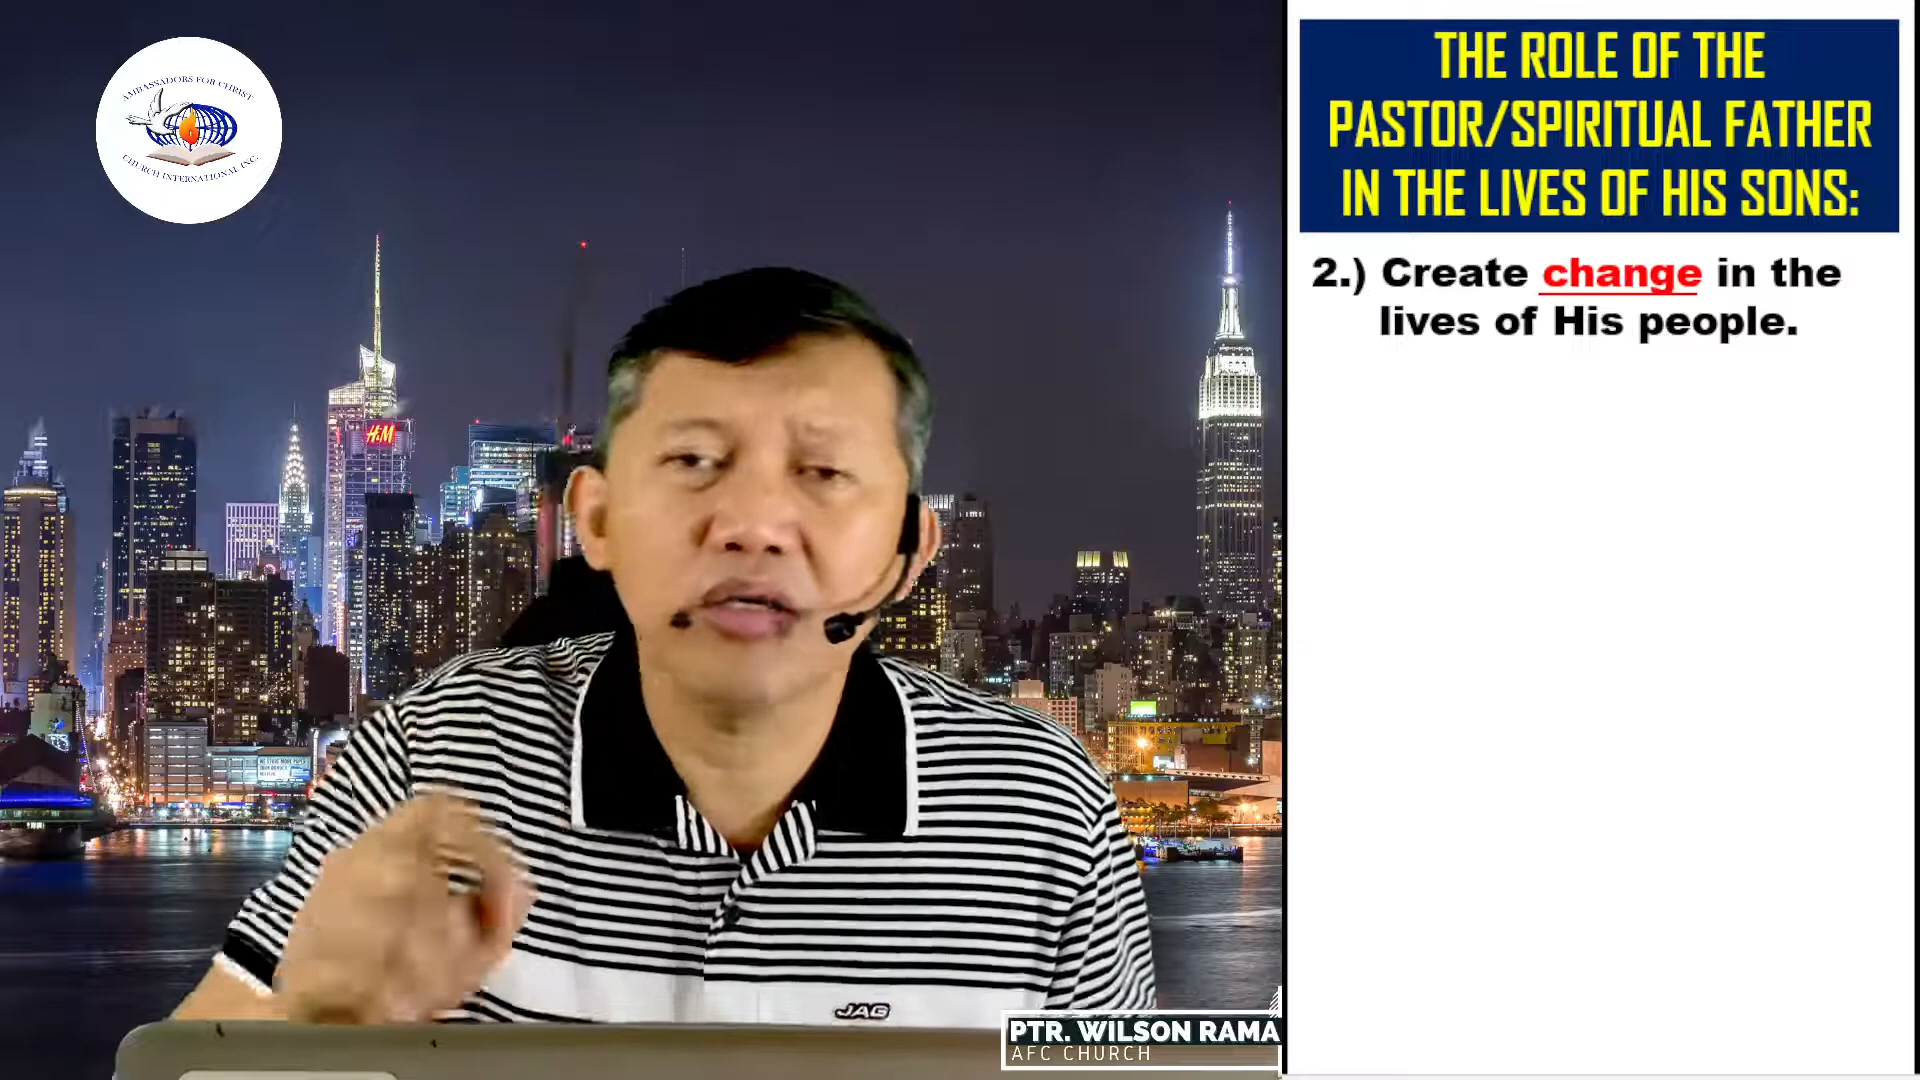 AMBASSADORS FOR CHRIST
CHURCH INTERNATIONAL INC.
THE ROLE OF THE
PASTOR/SPIRITUAL FATHER
IN THE LIVES OF HIS SONS:
2.) Create change in the
lives of His people.
H&M
JAG
PTR. WILSON RAMA
AFC CHURCH